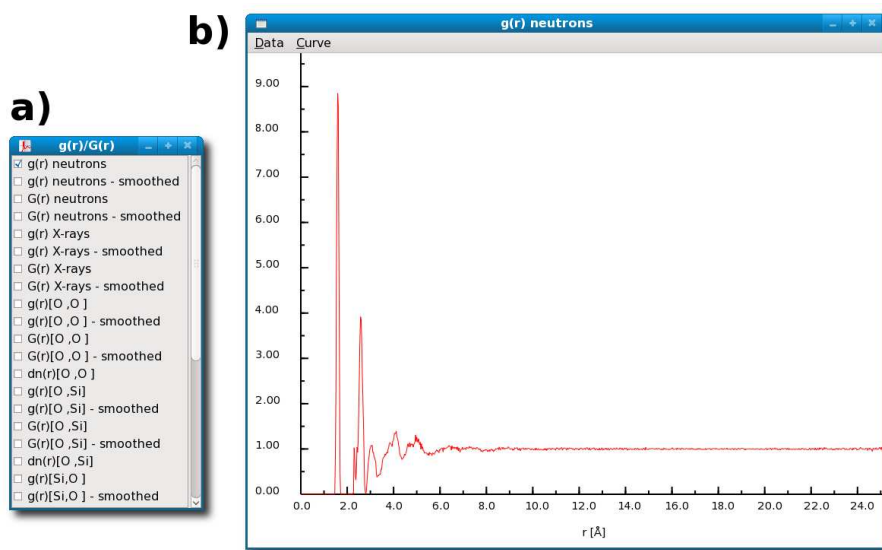 a)
g(r)/G(r)
g(r) neutrons
g(r) neutrons - smoothed
G(r) neutrons
G(r) neutrons - smoothed
g(r) X-rays
g(r) X-rays - smoothed
G(r) X-rays
G(r) X-rays - smoothed
g(r)[O ,O ]
g(r)[O ,O ] - smoothed
G(r)[O ,O ]
G(r)[O ,O ] - smoothed
dn(r)[O ,O ]
g(r)[O ,Si]
g(r)[O ,Si] - smoothed
G(r)[O ,Si]
G(r)[O ,Si] - smoothed
dn(r)[O ,Si]
g(r)[Si,O ]
g(r)[Si,O ] - smoothed
b)
g(r) neutrons
Data Curve
9.00
8.00
7.00
6.00
5.00
4.00
3.00
2.00
1.00
0.00
2.0 4.0 6.0 8.0 10.0 12.0 14.0 16.0 18.0 20.0 22.0 24.0
r [Å]